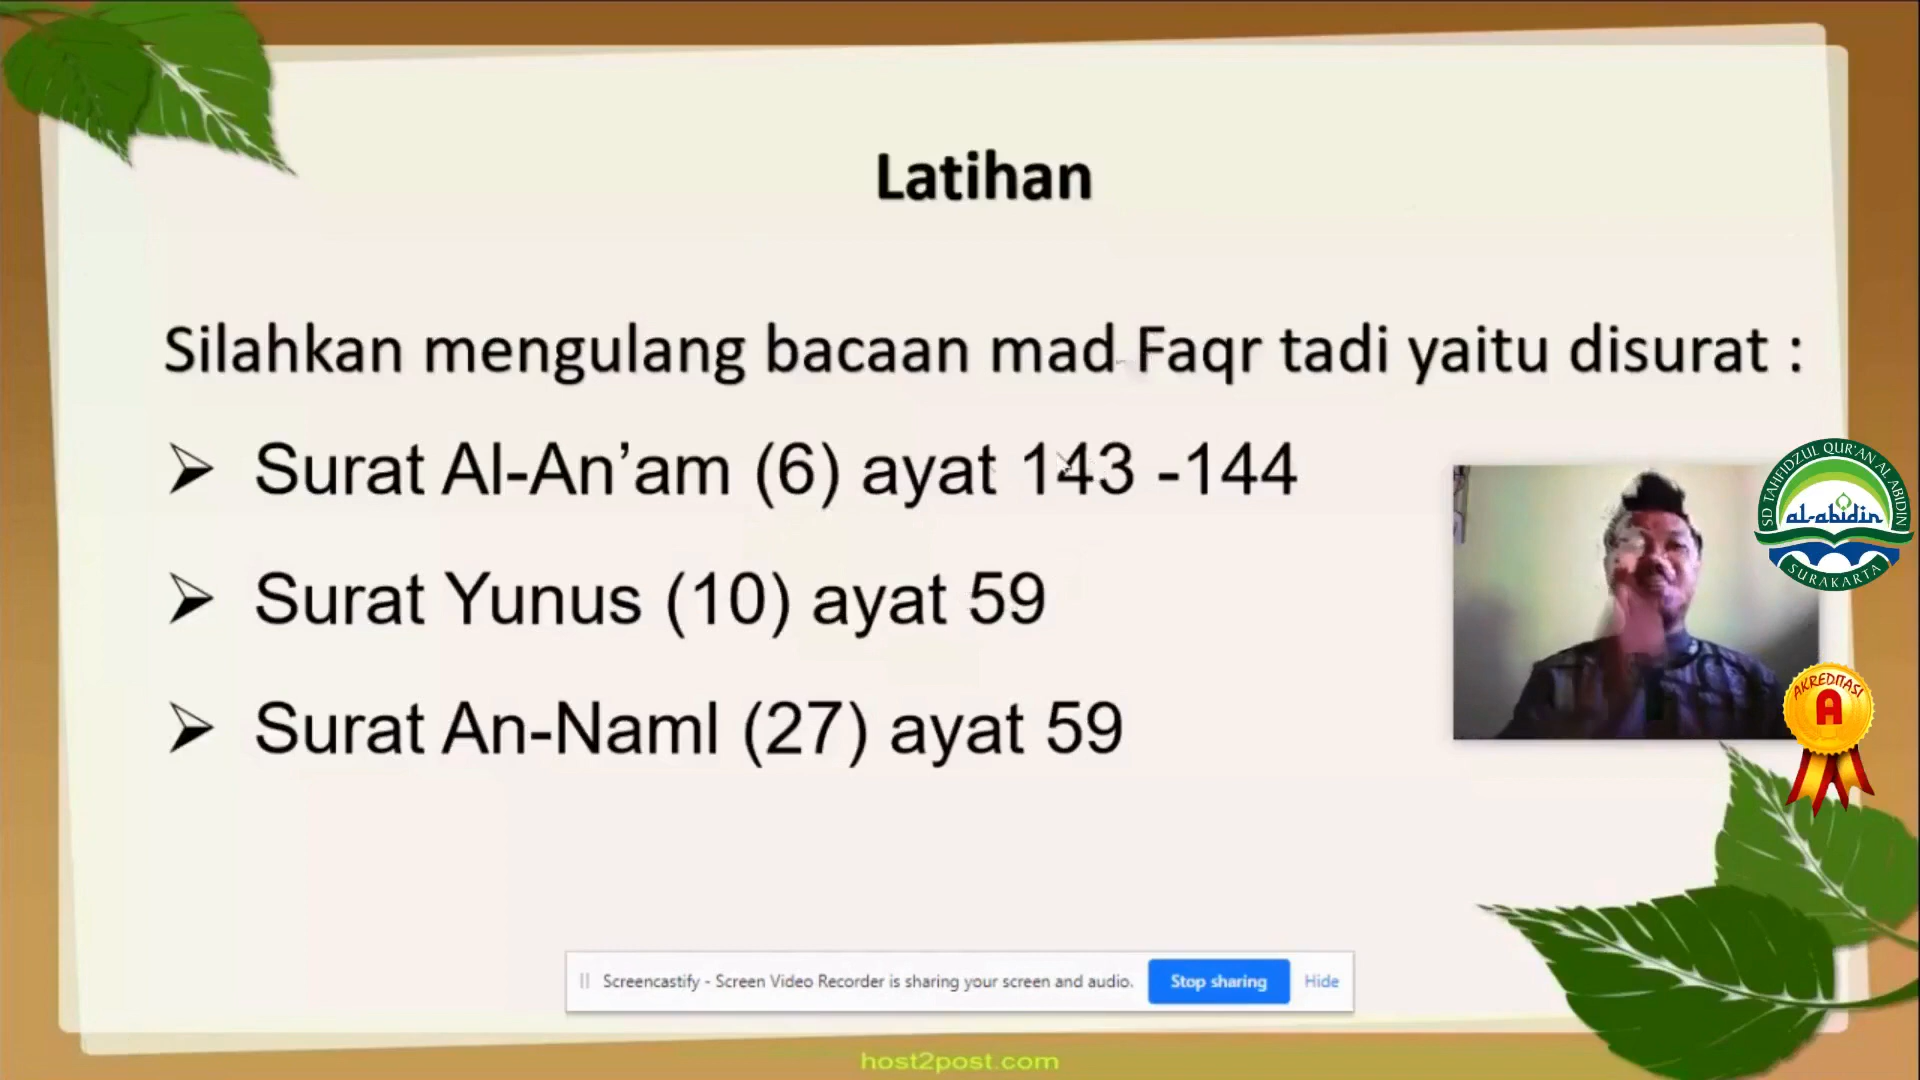 Latihan
Silahkan mengulang bacaan mad Faqr tadi yaitu disurat :
➢ Surat Al-An’am (6) ayat 143 -144
➢ Surat Yunus (10) ayat 59
➢ Surat An-Naml (27) ayat 59
SD TAHFIDZUL QUR'AN AL ABIDIN
al-abidin
SURAKARTA
AKREDITASI
A
Screencastify - Screen Video Recorder is sharing your screen and audio.
Stop sharing
Hide
host2post.com